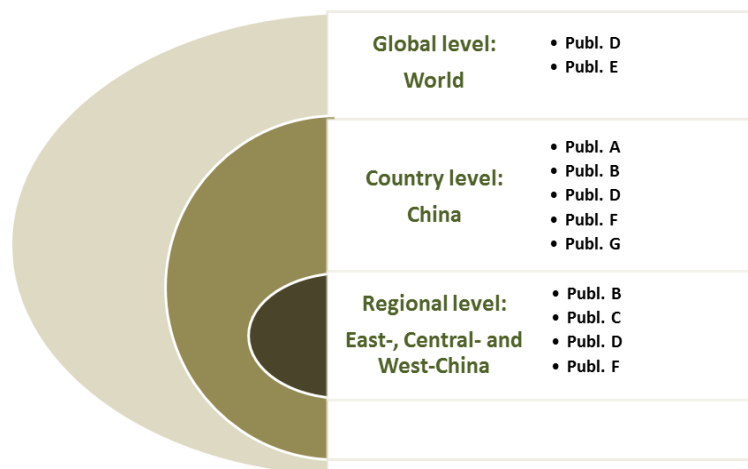 Global level:
World
• Publ. D
• Publ. E
Country level:
China
• Publ. A
• Publ. B
• Publ. D
• Publ. F
• Publ. G
Regional level:
East-, Central- and
West-China
• Publ. B
• Publ. C
• Publ. D
• Publ. F